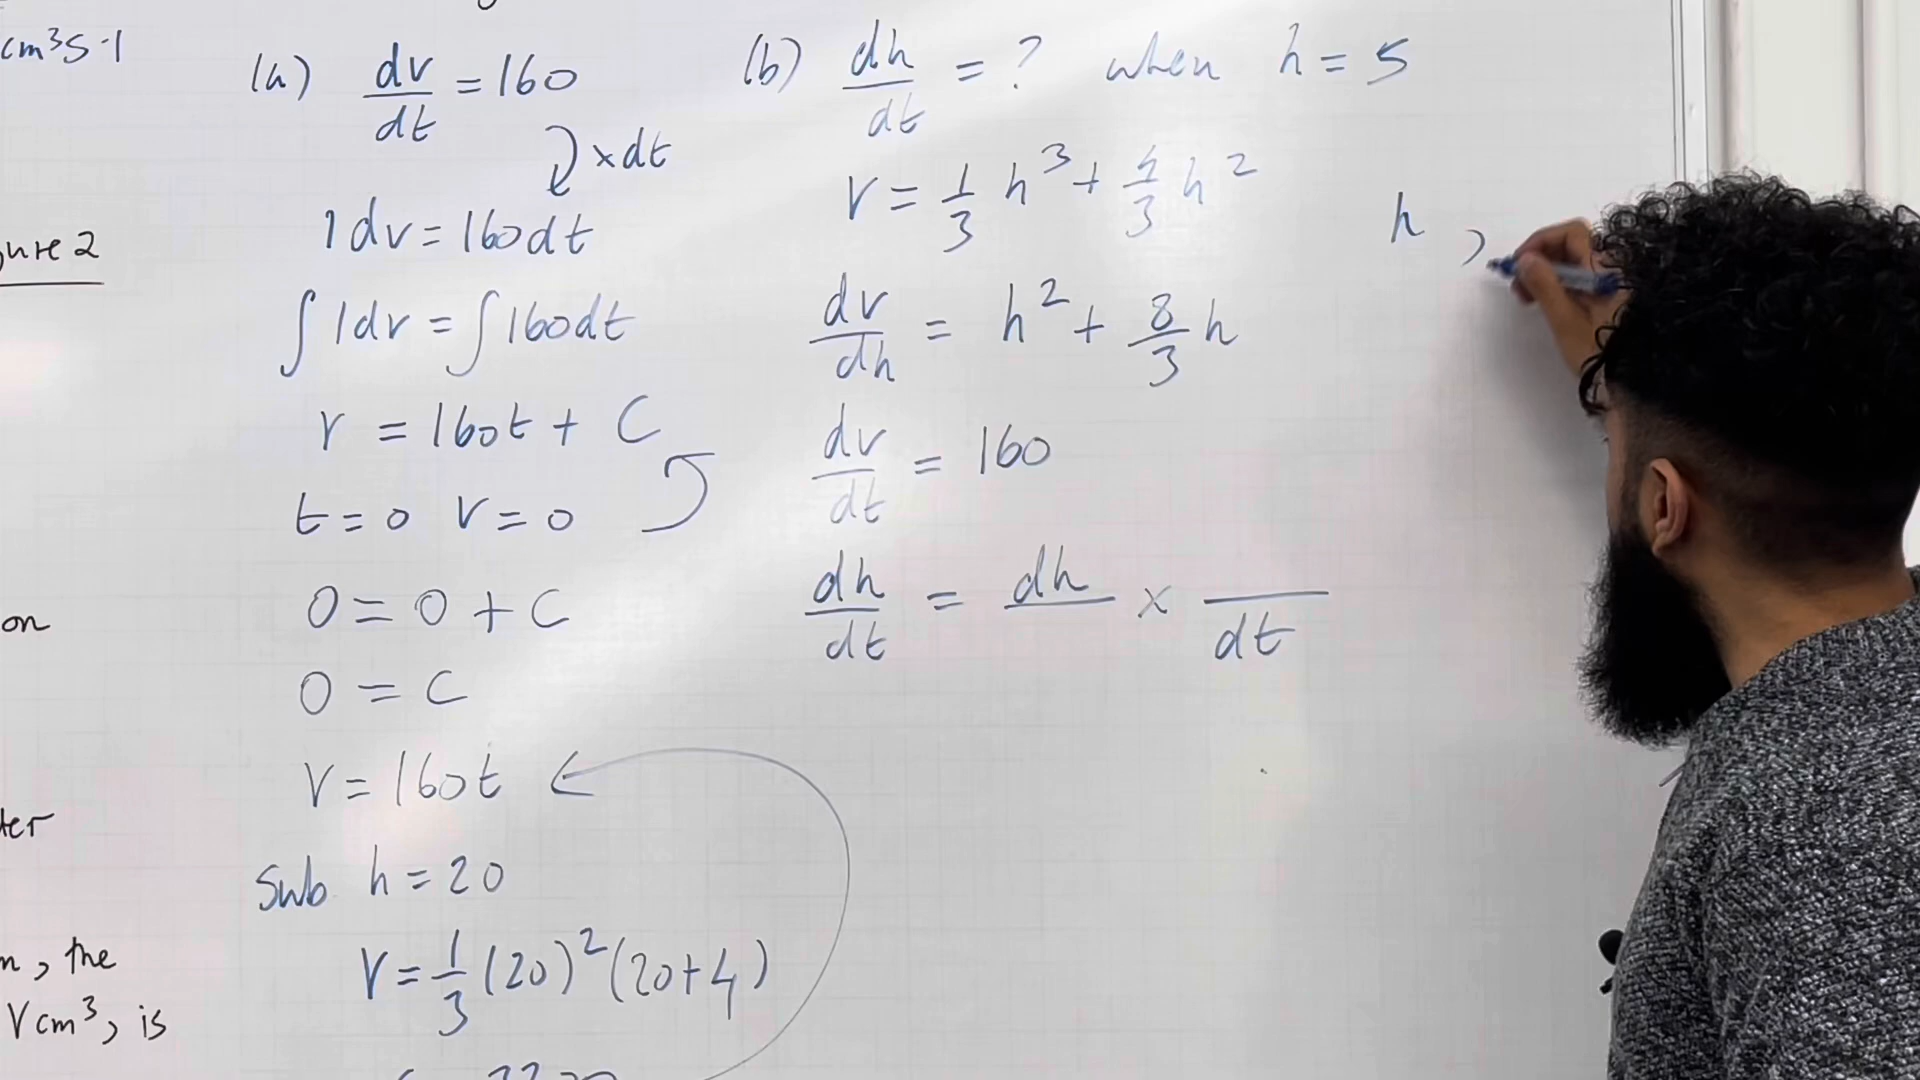 cm³s-1
gure 2
on
ter
n, the
V cm³, is
(a) dv/dt = 160
× dt
1dv = 160dt
∫1dv = ∫160dt
v = 160t + C
t = 0 v = 0
0 = 0 + C
0 = C
v = 160t
Sub h = 20
V = 1/3 (20)²(20+4)
(b) dh/dt = ? when h = 5
V = 1/3 h³ + 4/3 h²
dv/dh = h² + 8/3 h
dv/dt = 160
dh/dt = dh/ × /dt
h ,